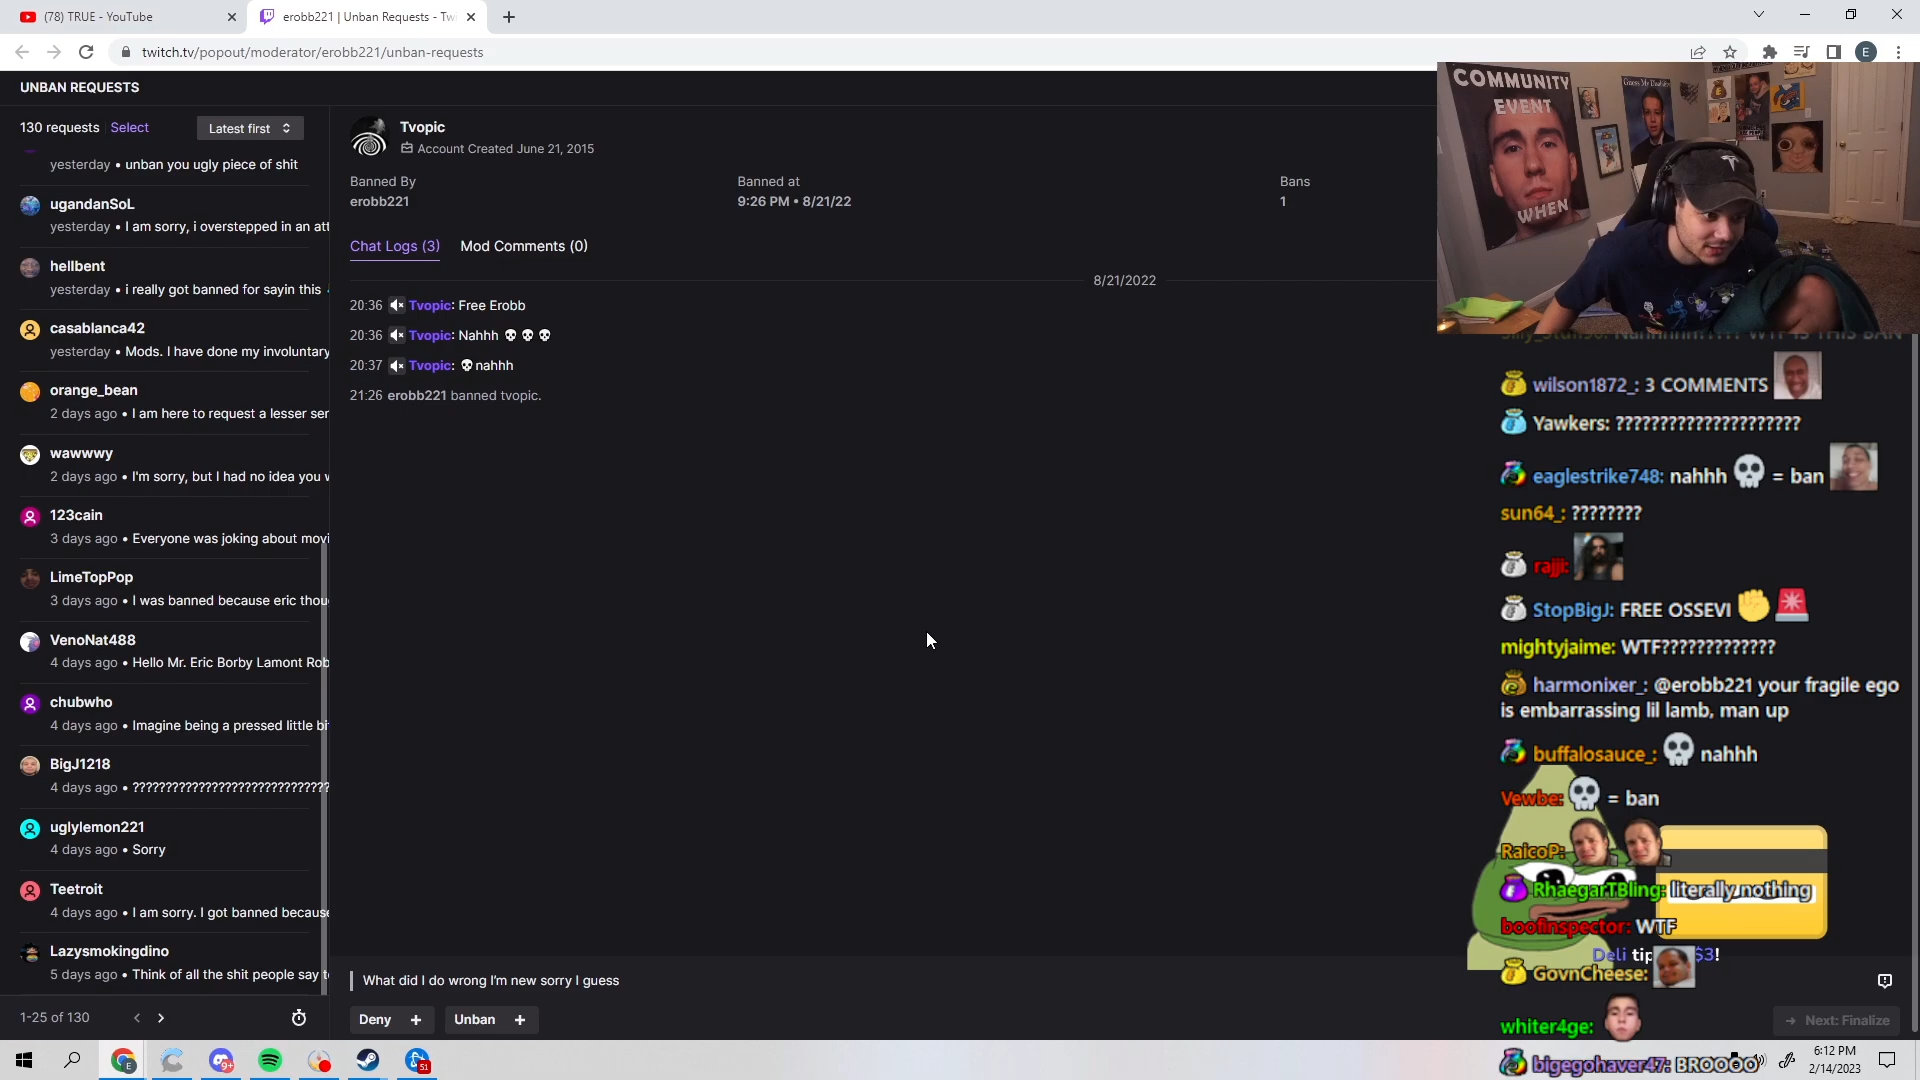 (78) TRUE - YouTube
erobb221 | Unban Requests - Tw
twitch.tv/popout/moderator/erobb221/unban-requests
E
UNBAN REQUESTS
130 requests
Select
Latest first
yesterday • unban you ugly piece of shit
ugandanSoL
yesterday • I am sorry, i overstepped in an att
hellbent
yesterday • i really got banned for sayin this
casablanca42
yesterday • Mods. I have done my involuntary
orange_bean
2 days ago • I am here to request a lesser ser
wawwwy
2 days ago • I'm sorry, but I had no idea you w
123cain
3 days ago • Everyone was joking about movi
LimeTopPop
3 days ago • I was banned because eric thou
VenoNat488
4 days ago • Hello Mr. Eric Borby Lamont Rob
chubwho
4 days ago • Imagine being a pressed little bi
BigJ1218
4 days ago • ??????????????????????????????
uglylemon221
4 days ago • Sorry
Teetroit
4 days ago • I am sorry. I got banned because
Lazysmokingdino
5 days ago • Think of all the shit people say t
1-25 of 130
Tvopic
Account Created June 21, 2015
Banned By
erobb221
Banned at
9:26 PM • 8/21/22
Bans
1
Chat Logs (3)
Mod Comments (0)
8/21/2022
20:36 Tvopic: Free Erobb
20:36 Tvopic: Nahhh 💀 💀 💀
20:37 Tvopic: 💀nahhh
21:26 erobb221 banned tvopic.
What did I do wrong I'm new sorry I guess
Deny +
Unban +
Next: Finalize
COMMUNITY
EVENT
WHEN
wilson1872_: 3 COMMENTS
Yawkers: ?????????????????????
eaglestrike748: nahhh 💀 = ban
sun64_: ????????
rajji:
StopBigJ: FREE OSSEVI ✊ 🚨
mightyjaime: WTF?????????????
harmonixer_: @erobb221 your fragile ego
is embarrassing lil lamb, man up
buffalosauce_: 💀 nahhh
Vewbe: 💀 = ban
RaicoP:
RhaegarTBling: literally nothing
boofinspector: WTF
Deli tip $3!
GovnCheese:
whiter4ge:
bigegohaver47: BROOOO
9+
51
6:12 PM
2/14/2023